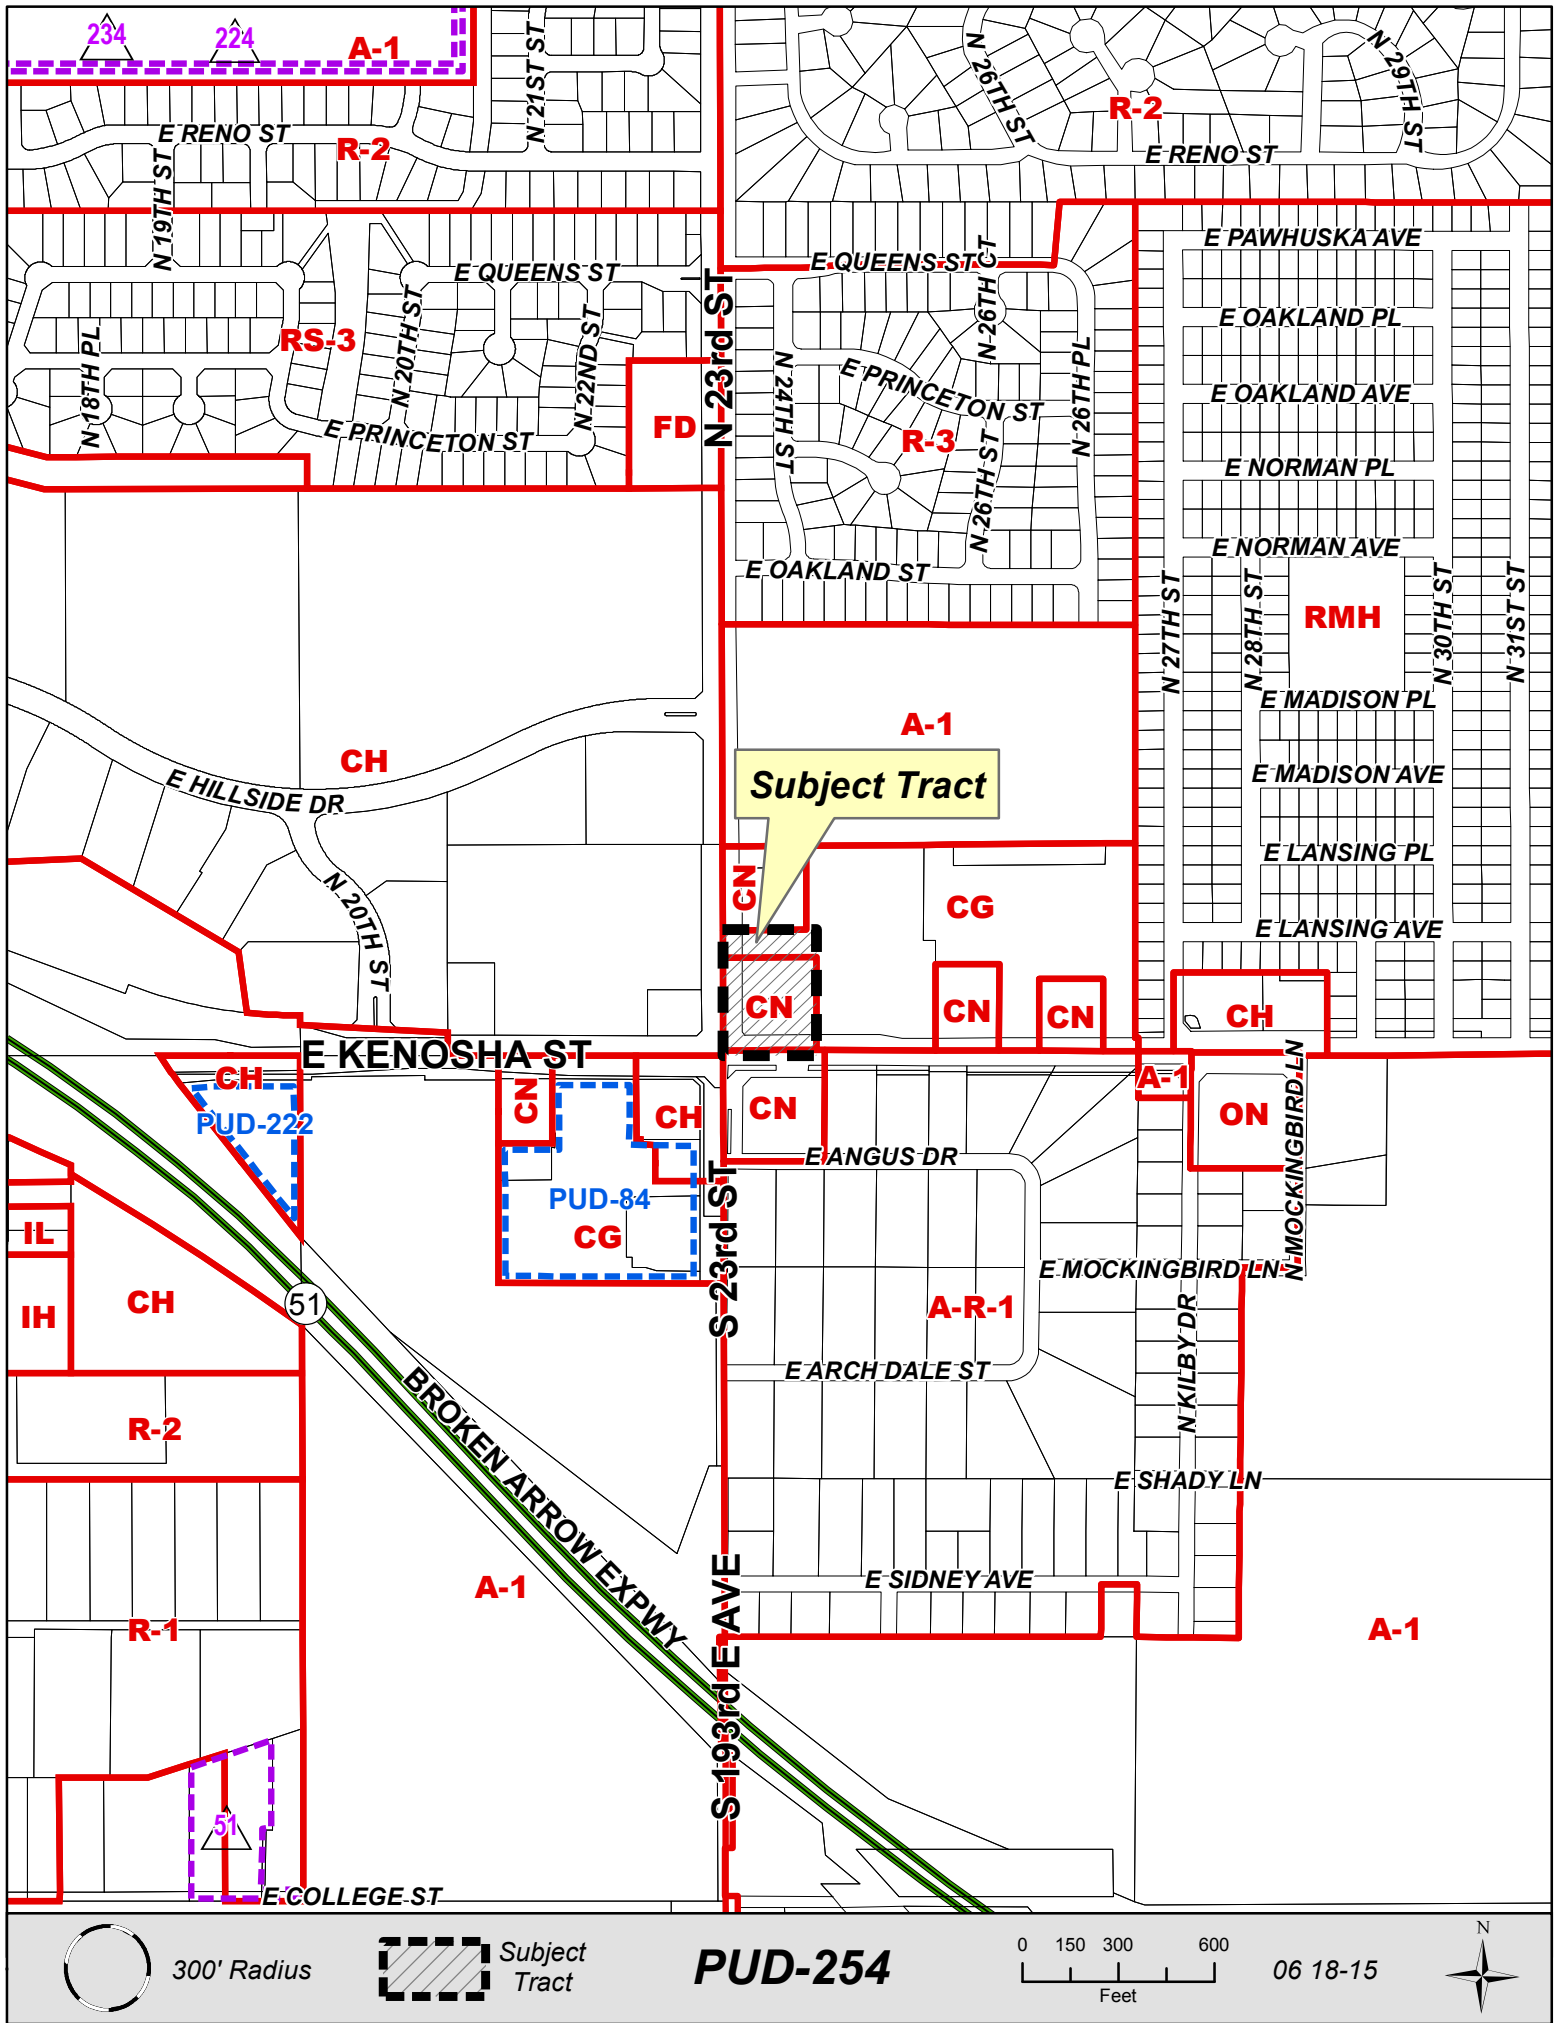 234
224
A-1
N 21ST ST
N 26TH ST
N 29TH ST
R-2
E RENO ST
R-2
E RENO ST
N 19TH ST
E PAWHUSKA AVE
E QUEENS ST
E QUEENS ST
N 26TH CT
N 23rd ST
E OAKLAND PL
RS-3
N 20TH ST
N 22ND ST
N 18TH PL
E PRINCETON ST
N 24TH ST
N 26TH PL
E OAKLAND AVE
FD
E PRINCETON ST
R-3
N 26TH ST
E NORMAN PL
E NORMAN AVE
E OAKLAND ST
N 27TH ST
N 28TH ST
RMH
N 30TH ST
N 31ST ST
E MADISON PL
A-1
CH
E HILLSIDE DR
Subject Tract
E MADISON AVE
E LANSING PL
CN
CG
N 20TH ST
E LANSING AVE
CN
CN
CN
CH
E KENOSHA ST
CH
PUD-222
CN
CH
CN
A-1
ON
N MOCKINGBIRD LN
E ANGUS DR
PUD-84
CG
S 23rd ST
IL
E MOCKINGBIRD LN
IH
CH
51
A-R-1
N KILBY DR
E ARCH DALE ST
BROKEN ARROW EXPWY
R-2
E SHADY LN
A-1
S 193rd E AVE
E SIDNEY AVE
R-1
A-1
51
E COLLEGE ST
300' Radius
Subject
Tract
PUD-254
0 150 300 600
Feet
06 18-15
N